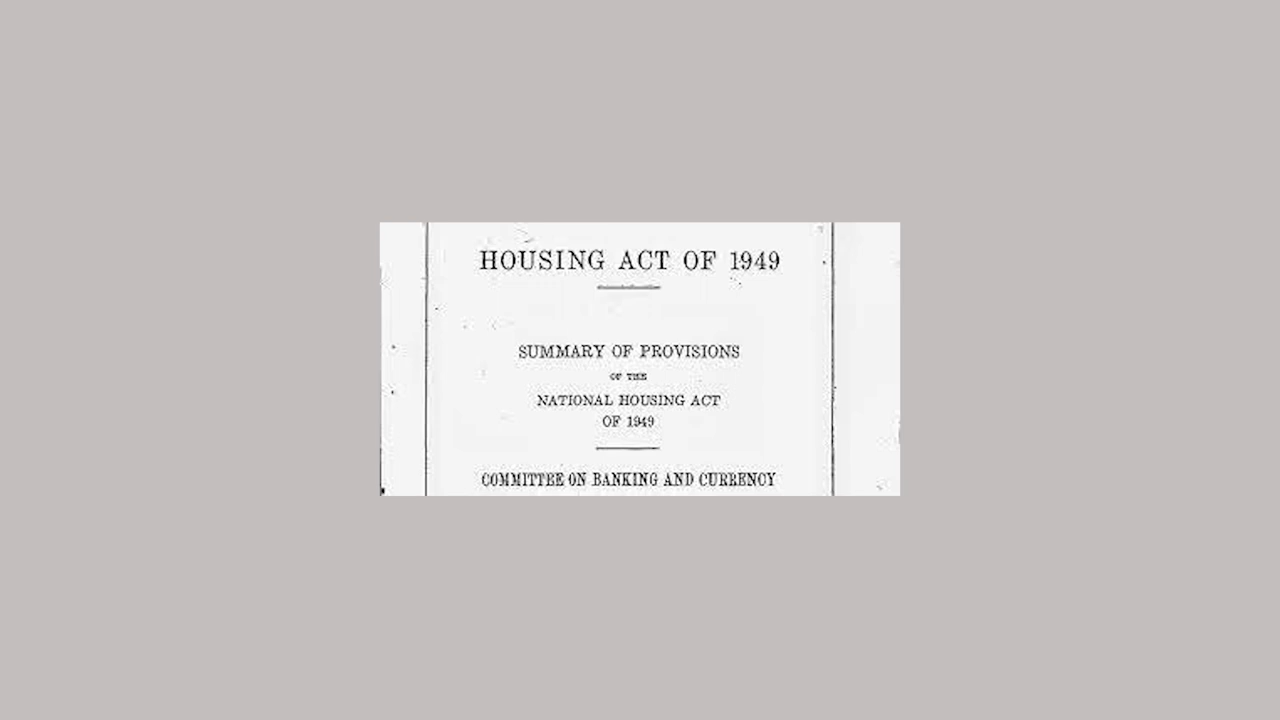 HOUSING ACT OF 1949
SUMMARY OF PROVISIONS
OF THE
NATIONAL HOUSING ACT
OF 1949
COMMITTEE ON BANKING AND CURRENCY